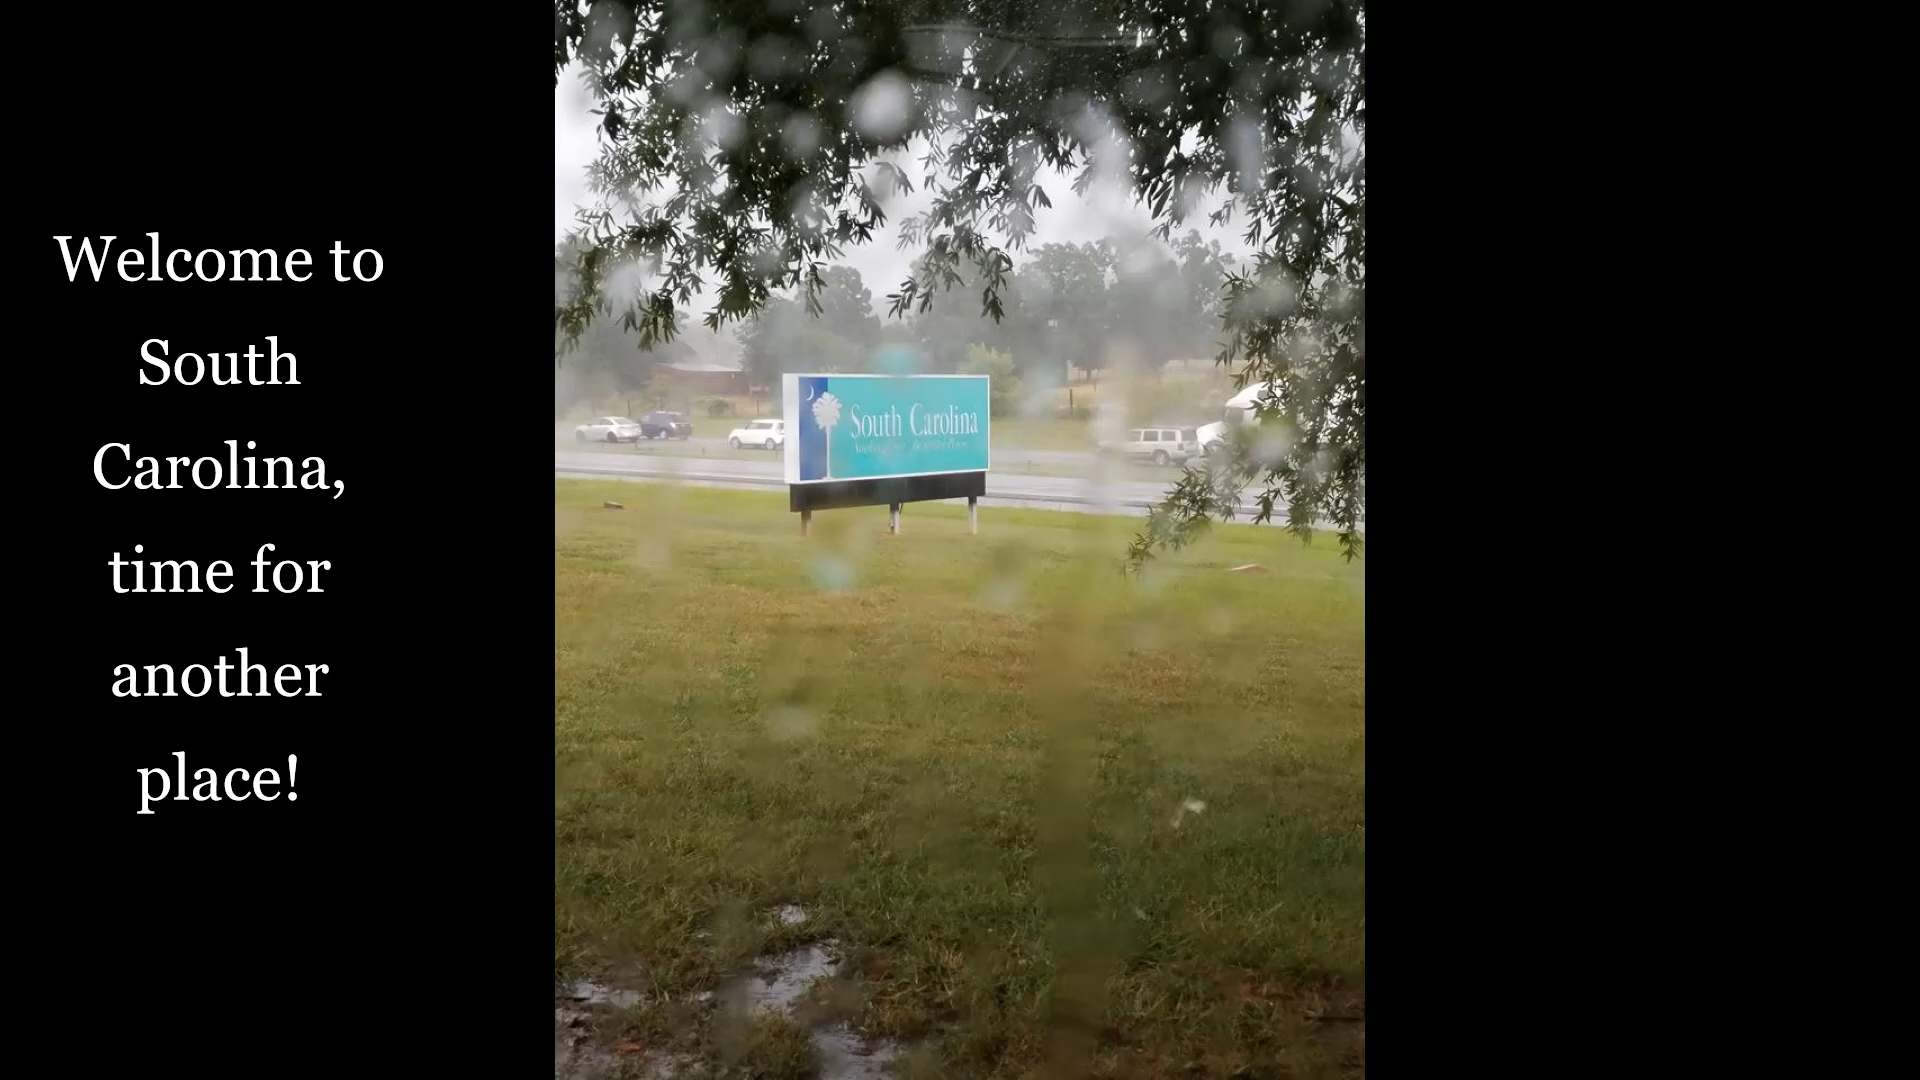 Welcome to
South
Carolina,
time for
another
place!
South Carolina